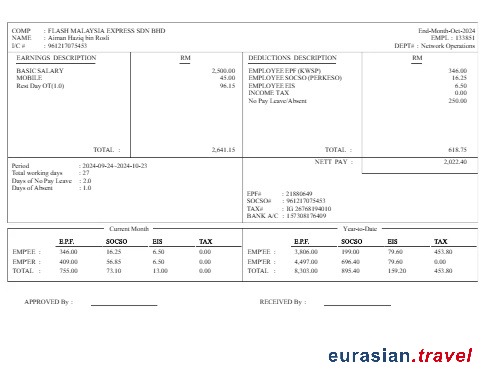 COMP : FLASH MALAYSIA EXPRESS SDN BHD End-Month-Oct-2024
NAME : Aiman Haziq bin Rosli EMPL : 133851
I/C # : 961217075453 DEPT# : Network Operations
EARNINGS DESCRIPTION RM DEDUCTIONS DESCRIPTION RM
BASIC SALARY 2,500.00 EMPLOYEE EPF (KWSP) 346.00
MOBILE 45.00 EMPLOYEE SOCSO (PERKESO) 16.25
Rest Day OT(1.0) 96.15 EMPLOYEE EIS 6.50
INCOME TAX 0.00
No Pay Leave/Absent 250.00
TOTAL : 2,641.15 TOTAL : 618.75
NETT PAY : 2,022.40
Period : 2024-09-24 -2024-10-23
Total working days : 27
Days of No Pay Leave : 2.0
Days of Absent : 1.0
EPF# : 21880649
SOCSO# : 961217075453
TAX# : IG 26768194010
BANK A/C : 157308176409
Current Month Year-to-Date
E.P.F. SOCSO EIS TAX E.P.F. SOCSO EIS TAX
EMP'EE : 346.00 16.25 6.50 0.00 EMP'EE : 3,806.00 199.00 79.60 453.80
EMP'ER : 409.00 56.85 6.50 0.00 EMP'ER : 4,497.00 696.40 79.60 0.00
TOTAL : 755.00 73.10 13.00 0.00 TOTAL : 8,303.00 895.40 159.20 453.80
APPROVED By : RECEIVED By :
eurasian.travel